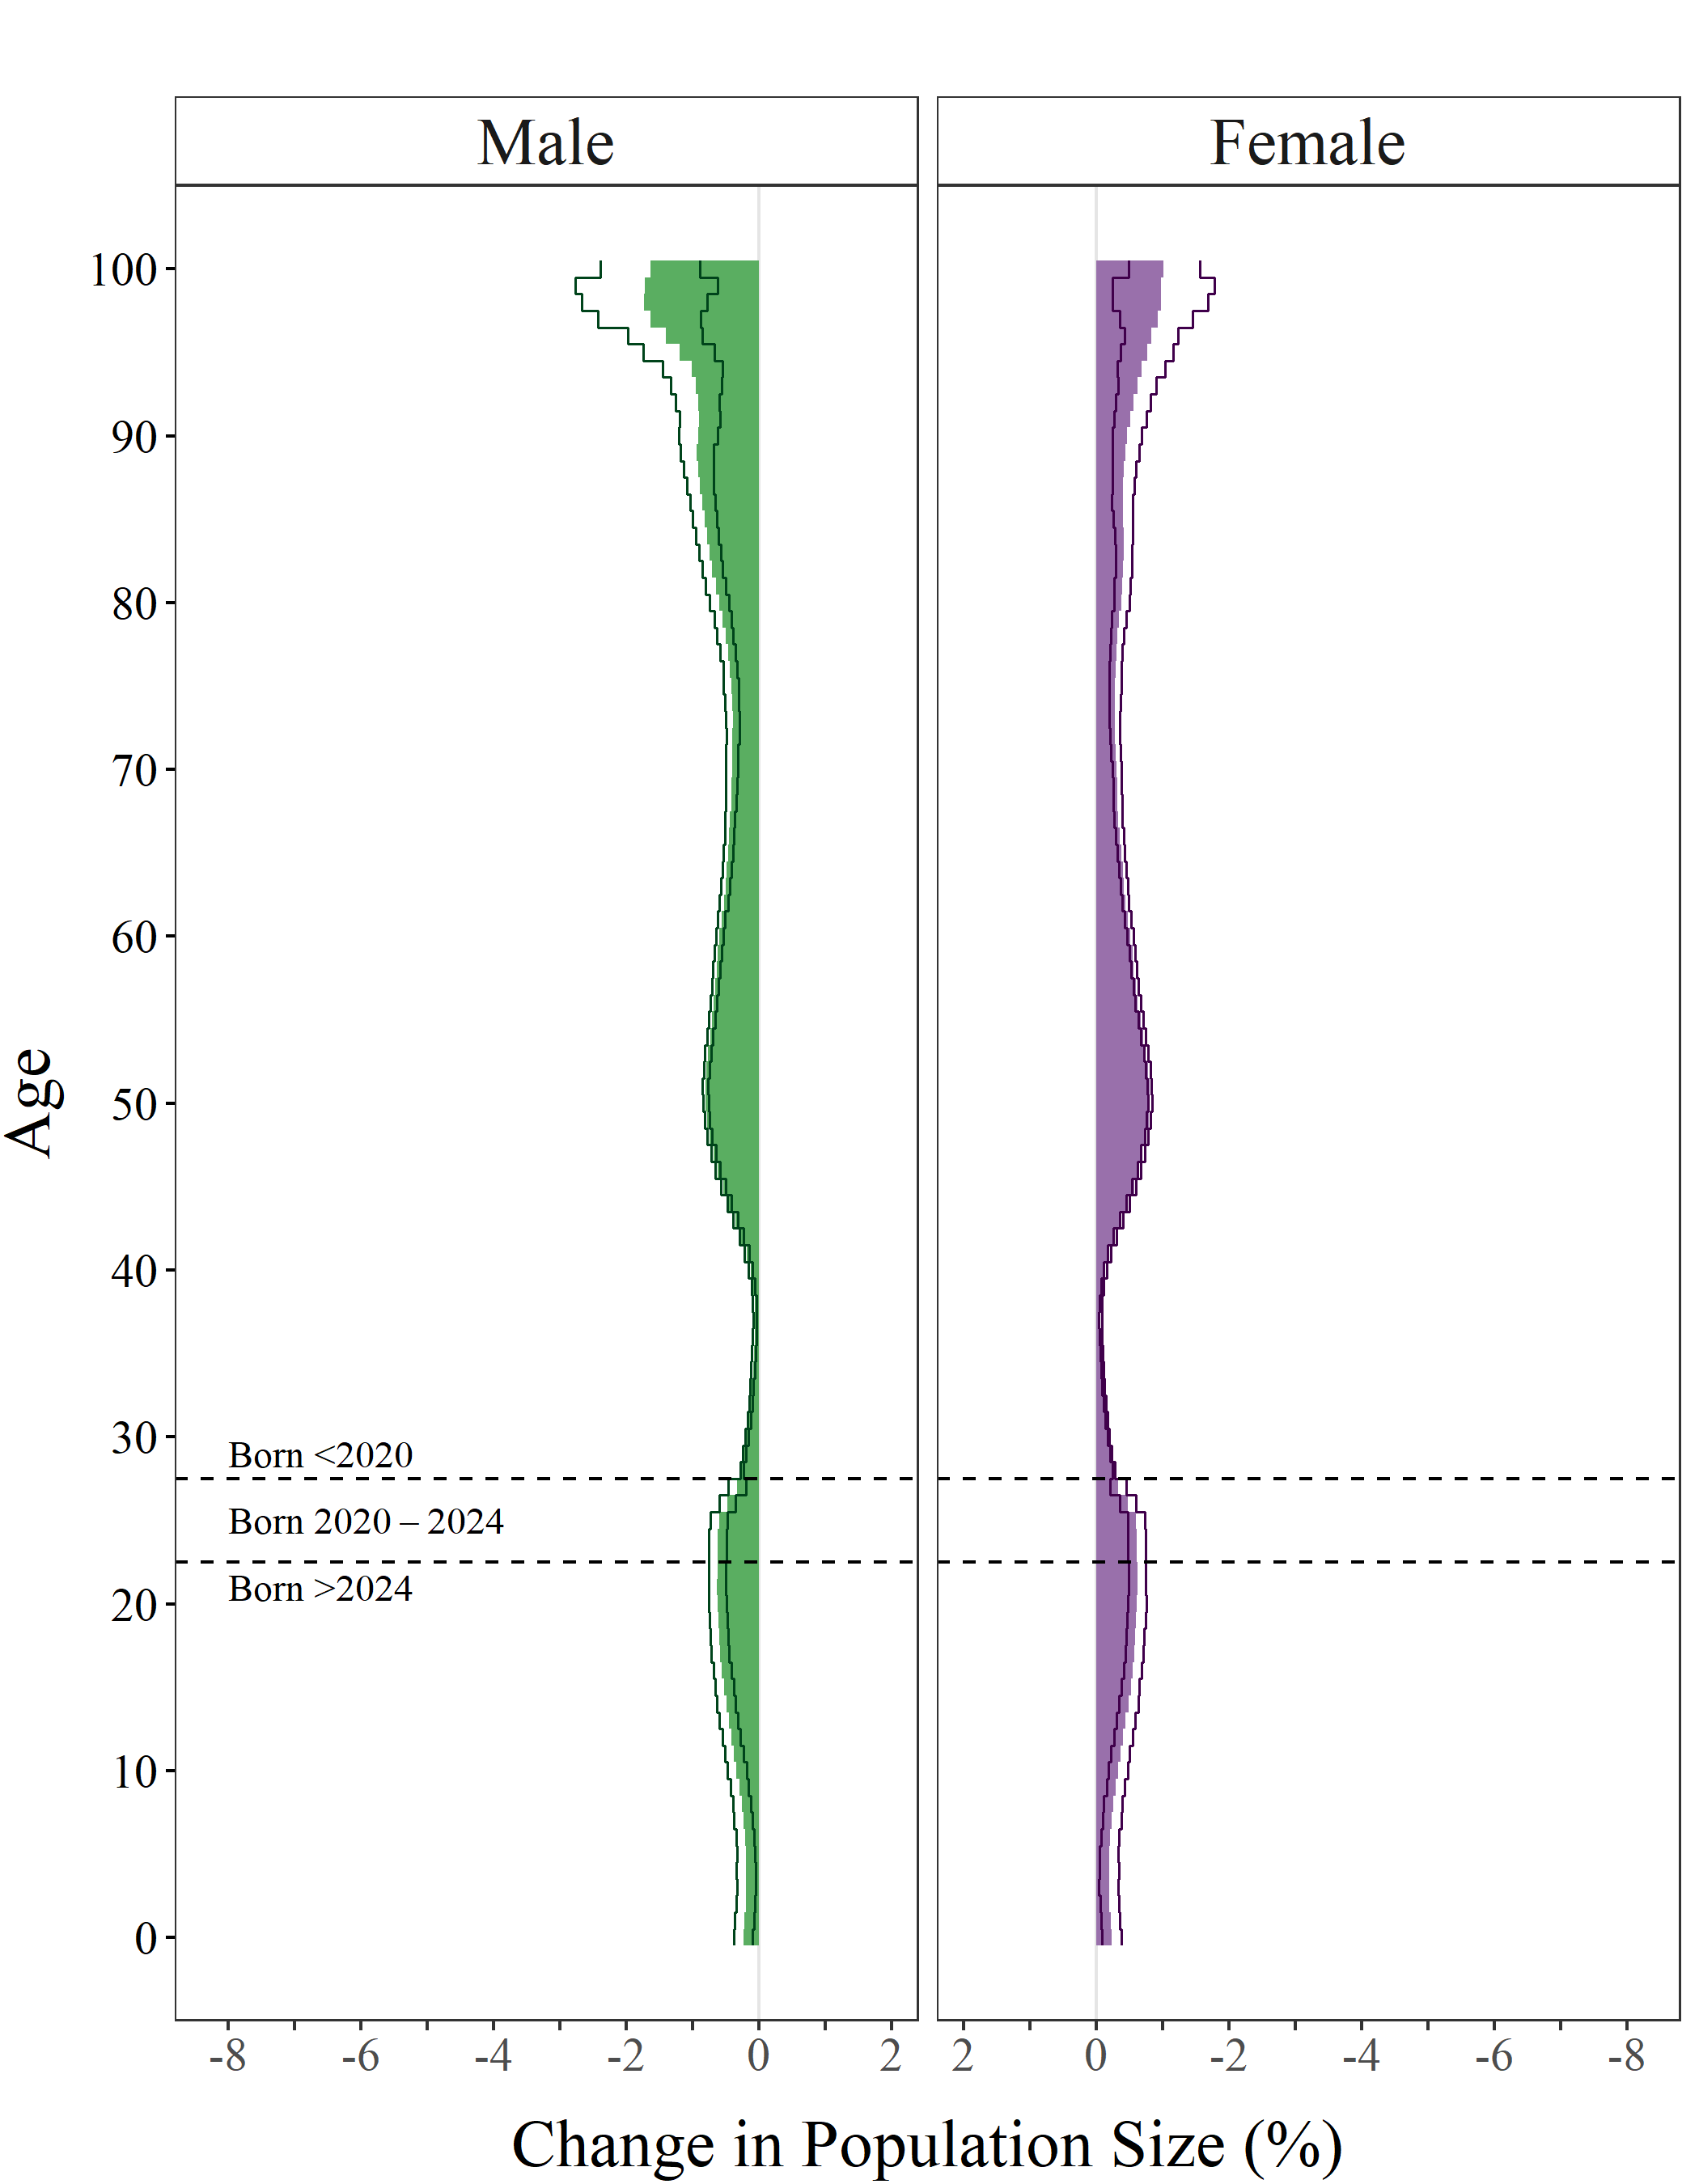 Male Female
Age
100
90
80
70
60
50
40
30
Born <2020
Born 2020 – 2024
Born >2024
20
10
0
-8 -6 -4 -2 0 2 2 0 -2 -4 -6 -8
Change in Population Size (%)